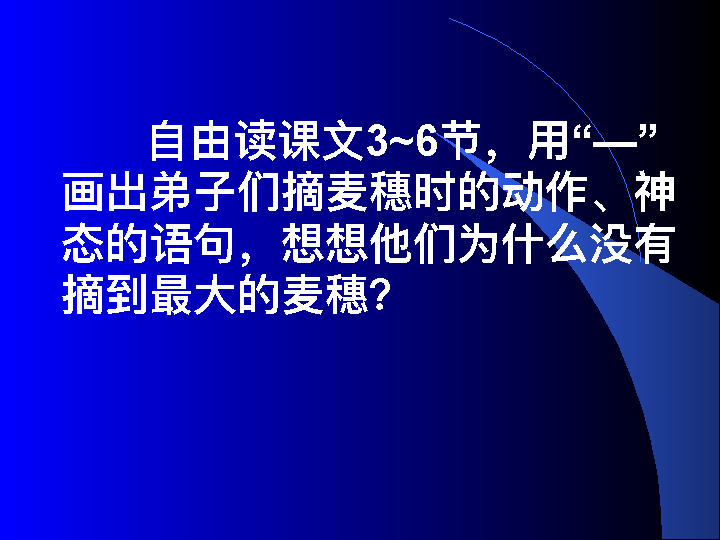 自由读课文3~6节，用“—”
画出弟子们摘麦穗时的动作、神
态的语句，想想他们为什么没有
摘到最大的麦穗?